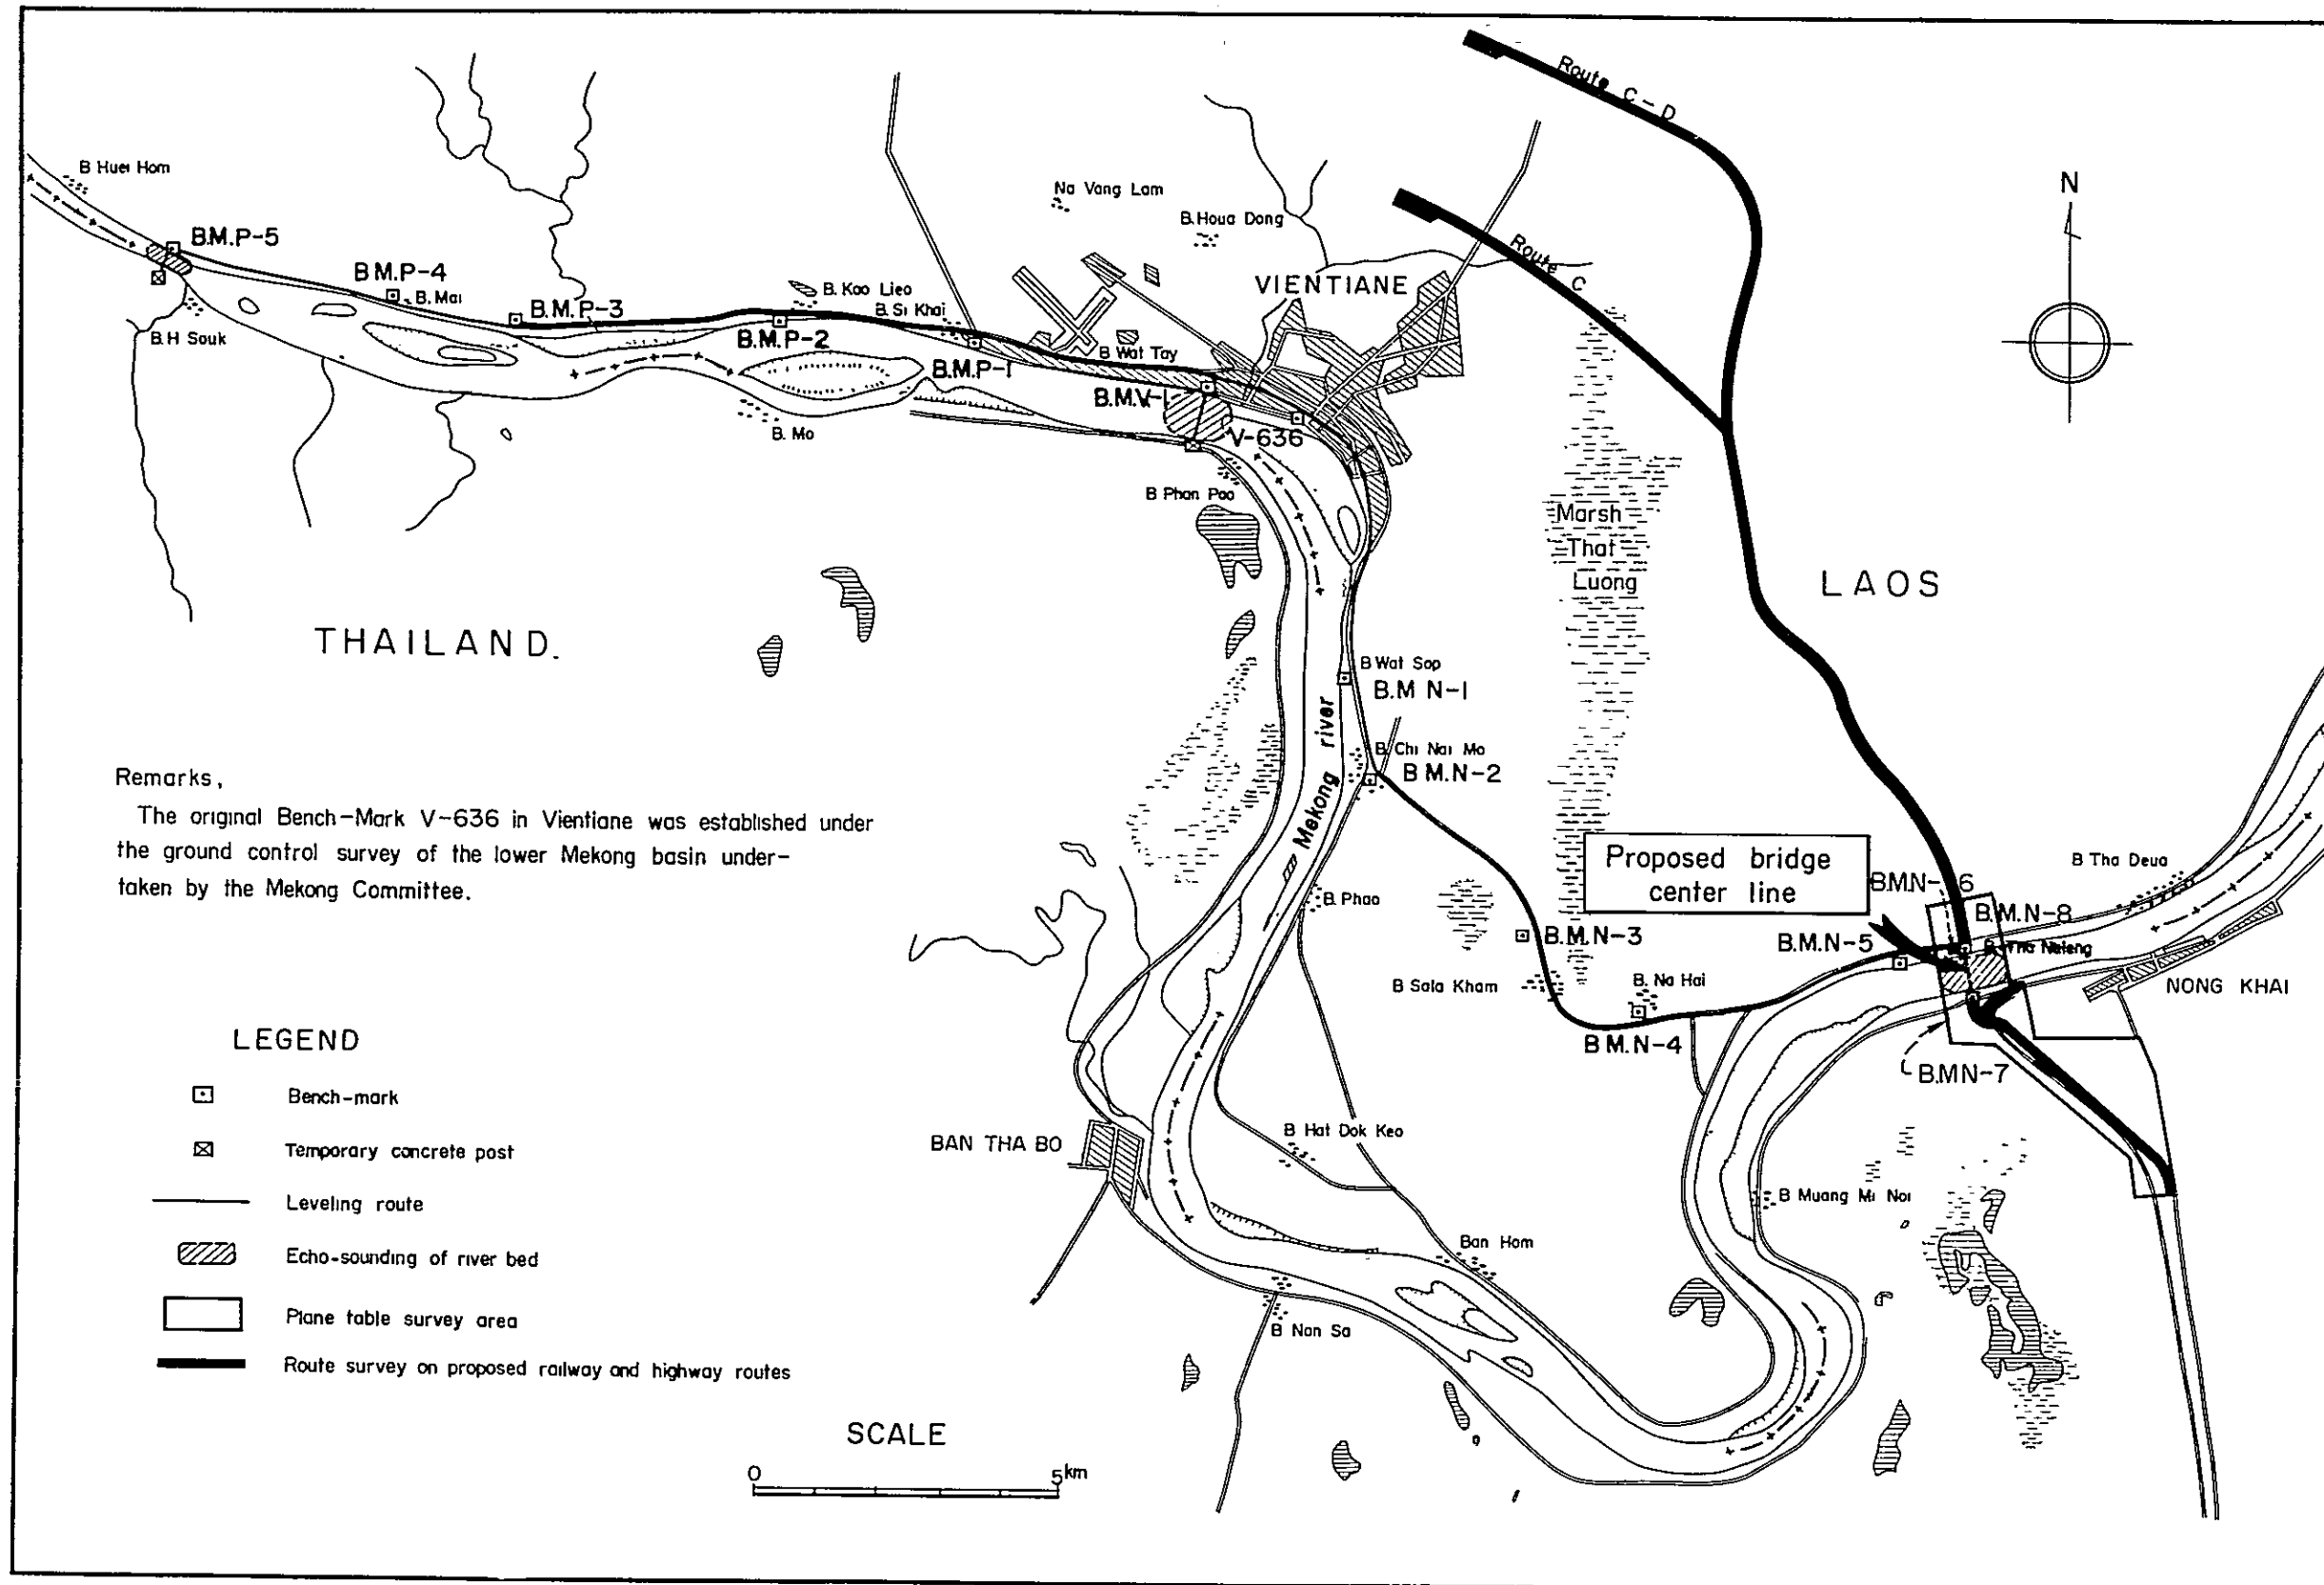 Route C-D
B Huei Hom
N
Na Vang Lam
B. Houa Dong
B.M.P-5
Route C
B M.P-4
B. Mai
VIENTIANE
B. Kao Lieo
B.M.P-3
B. Si Khai
B. H Souk
B.M.P-2
B Wat Tay
B.M.P-1
B.M.V-1
B. Mo
V-636
B Phan Pao
Marsh
That
Luong
LAOS
THAILAND.
B Wat Sop
B.M N-1
Mekong river
B. Chi Nai Mo
B M.N-2
Remarks,
The original Bench-Mark V-636 in Vientiane was established under
the ground control survey of the lower Mekong basin under-
taken by the Mekong Committee.
Proposed bridge
center line
B Tha Deua
B.M.N-6
B. Phao
B.M.N-8
B.M.N-3
B.M.N-5
B. Tha Naleng
B Sala Kham
B. Na Hai
NONG KHAI
B M.N-4
B.M N-7
LEGEND
Bench-mark
Temporary concrete post
Leveling route
Echo-sounding of river bed
Plane table survey area
Route survey on proposed railway and highway routes
BAN THA BO
B Hat Dok Keo
B Muang Mi Noi
Ban Hom
B Nan Sa
SCALE
0 5km